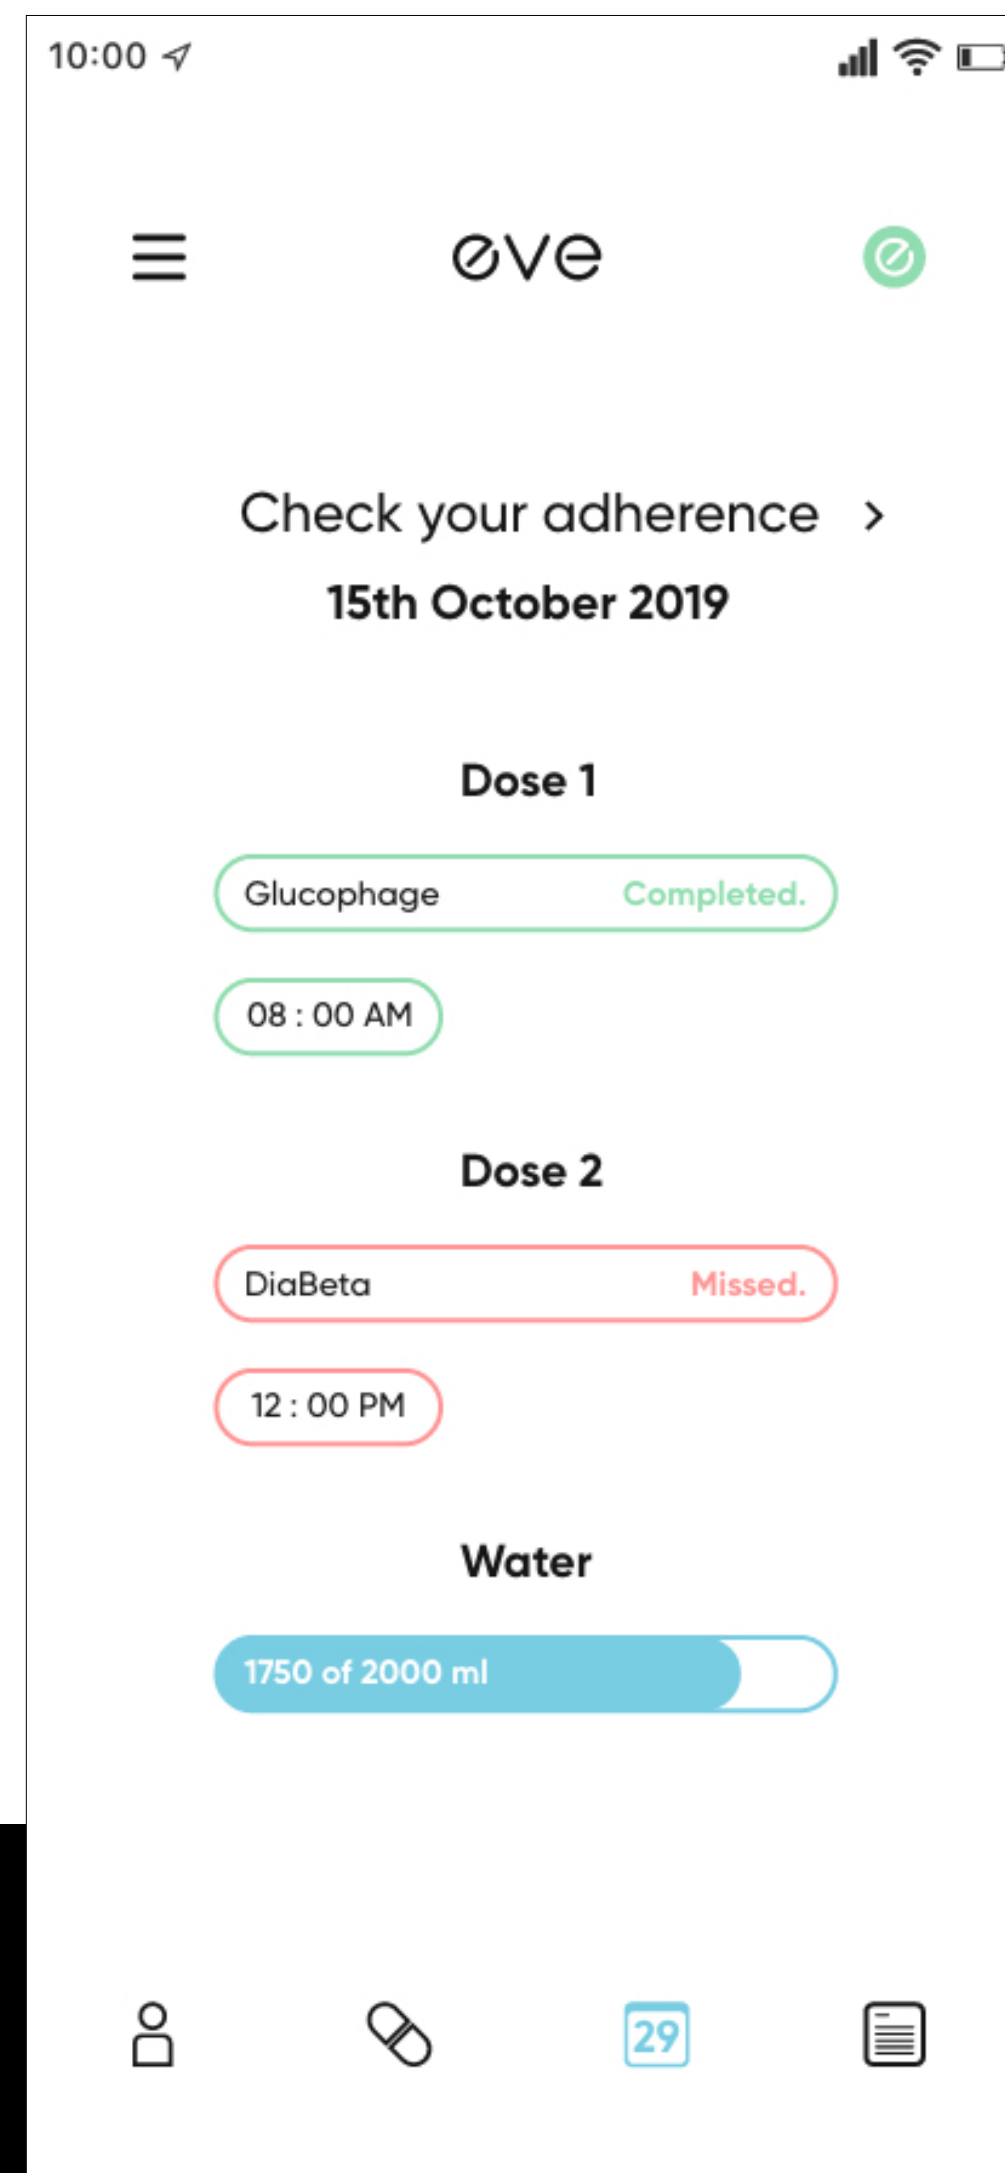 10:00
eve
Check your adherence >
15th October 2019
Dose 1
Glucophage Completed.
08 : 00 AM
Dose 2
DiaBeta Missed.
12 : 00 PM
Water
1750 of 2000 ml
29